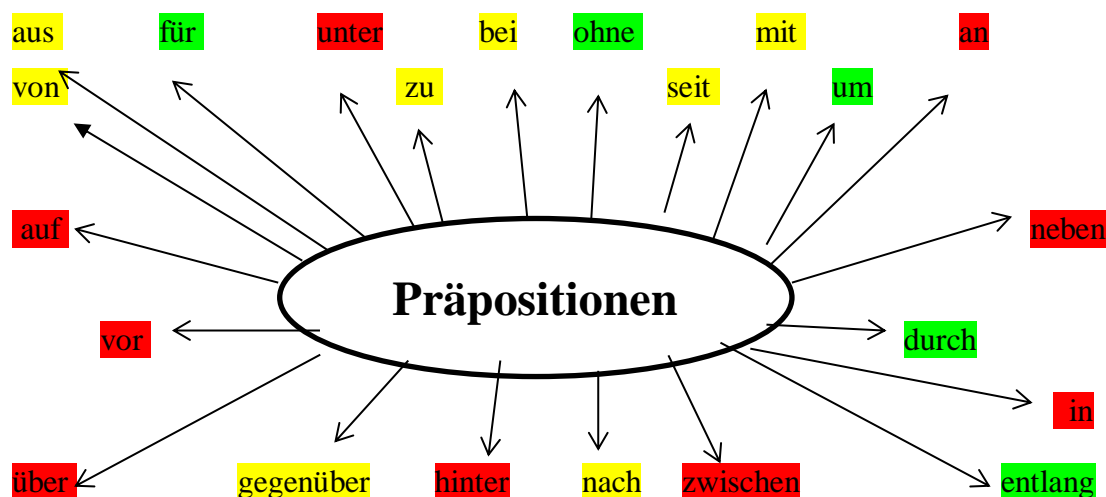 aus für unter bei ohne mit an
von zu seit um
auf neben
Präpositionen
vor durch
in
über gegenüber hinter nach zwischen entlang